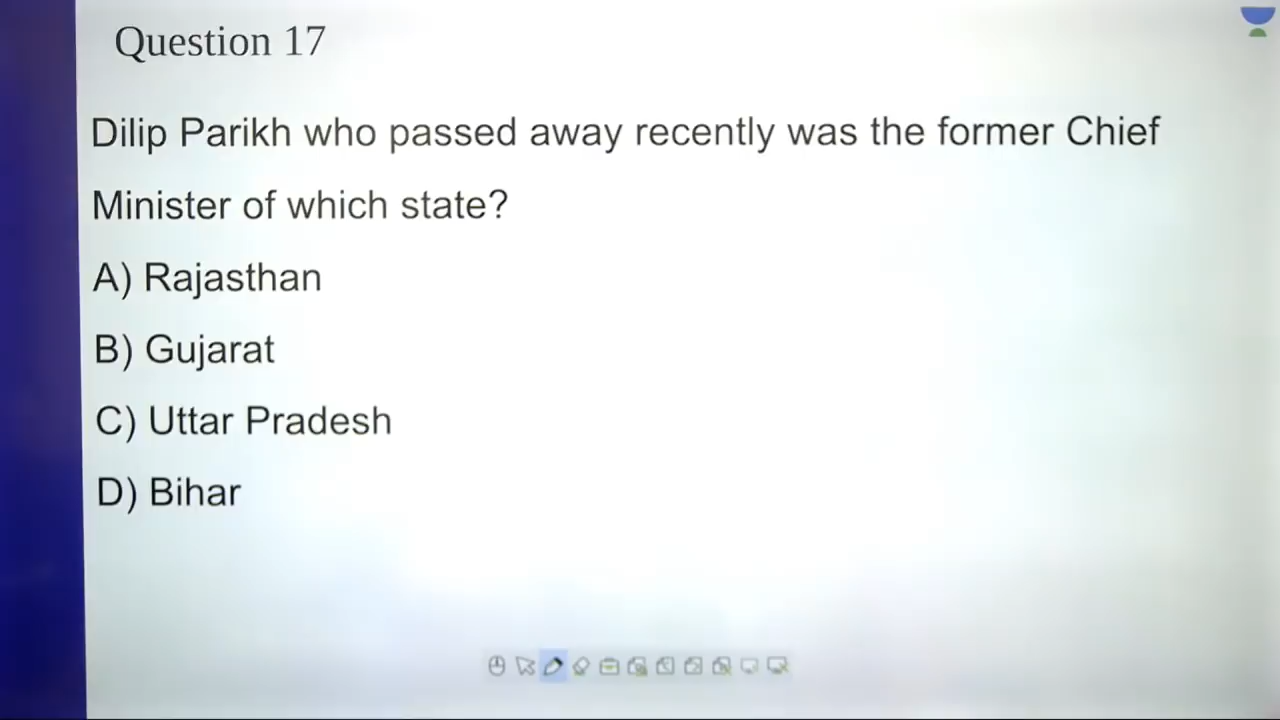 Question 17
Dilip Parikh who passed away recently was the former Chief
Minister of which state?
A) Rajasthan
B) Gujarat
C) Uttar Pradesh
D) Bihar